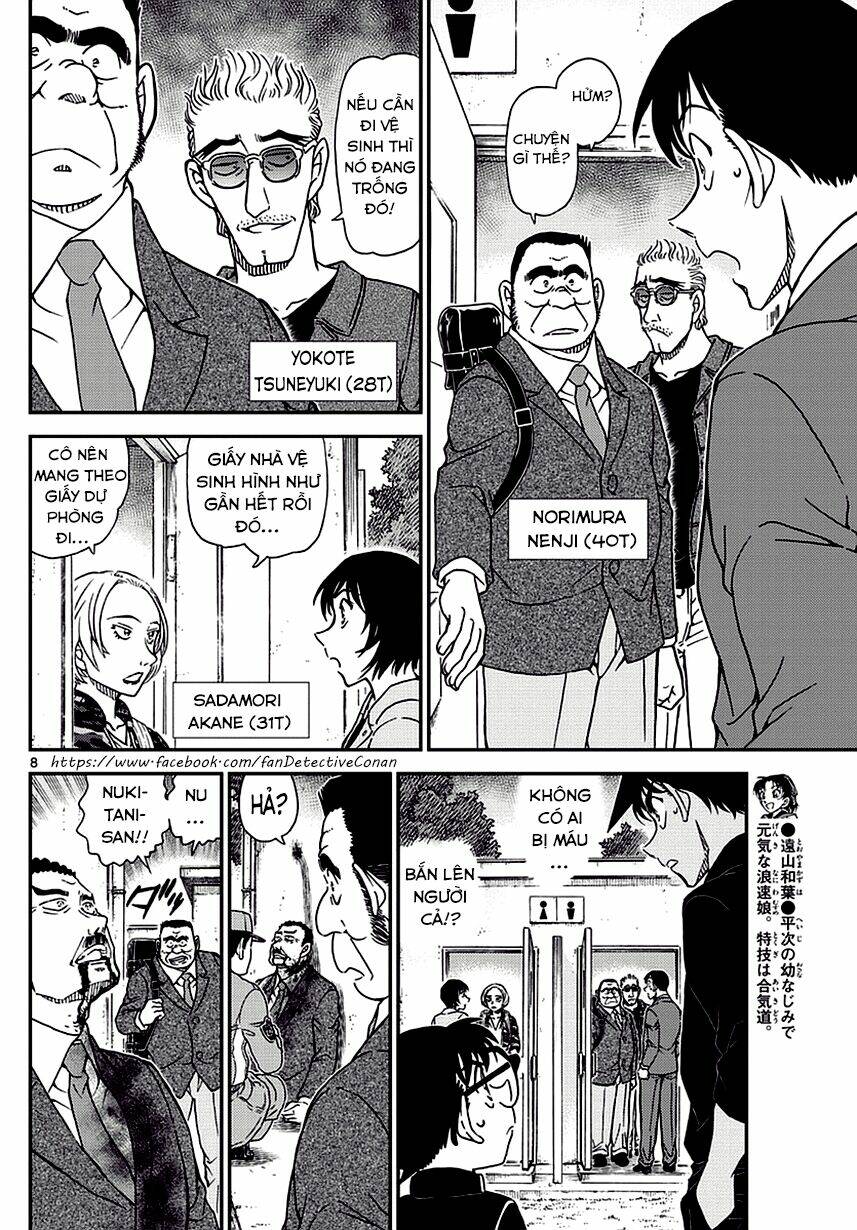 HỪM?
CHUYỆN
GÌ THẾ?
NORIMURA
NENJI (40T)
NẾU CẦN
ĐI VỆ
SINH THÌ
NÓ ĐANG
TRỐNG
ĐÓ!
YOKOTE
TSUNEYUKI (28T)
GIẤY NHÀ VỆ
SINH HÌNH NHƯ
GẦN HẾT RỒI
ĐÓ...
CÔ NÊN
MANG THEO
GIẤY DỰ
PHÒNG
ĐI...
SADAMORI
AKANE (31T)
8 https://www.facebook.com/fanDetectiveConan
●遠山和葉●平次の幼なじみで
元気な浪速娘。特技は合気道。
KHÔNG
CÓ AI
BỊ MÁU
...
BẮN LÊN
NGƯỜI
CẢ!?
HẢ?
NU
...
NUKI-
TANI-
SAN!!
ダッ